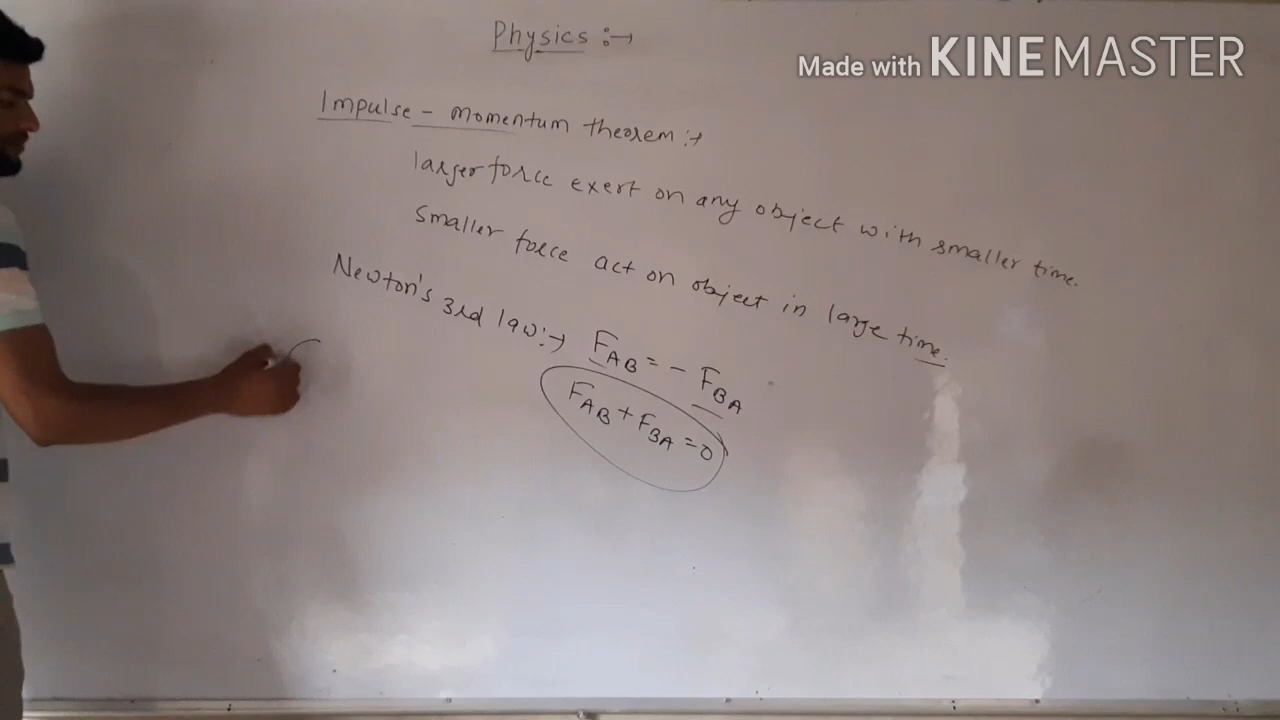 Physics :→
Made with KINEMASTER
Impulse - momentum theorem :→
larger force exert on any object with smaller time.
smaller force act on object in large time.
Newton's 3rd law :→ F_AB = - F_BA
F_AB + F_BA = 0